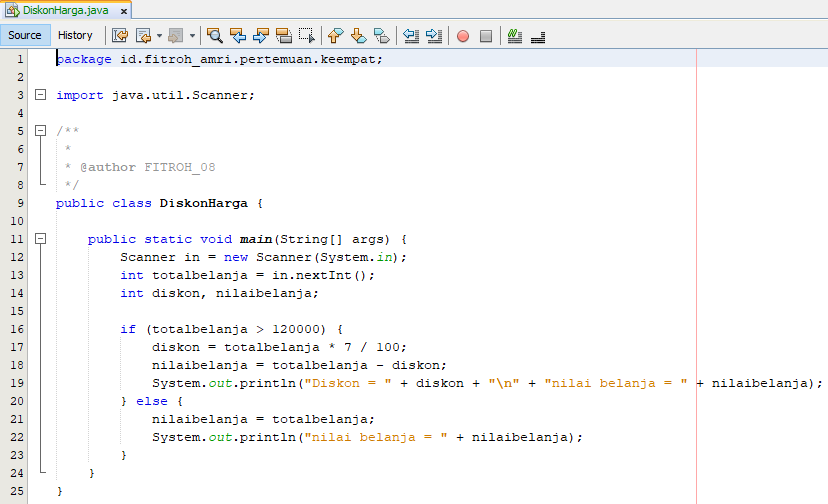 DiskonHarga.java
Source History
1 package id.fitroh_amri.pertemuan.keempat;
2
3 import java.util.Scanner;
4
5 /**
6 *
7 * @author FITROH_08
8 */
9 public class DiskonHarga {
10
11 public static void main(String[] args) {
12 Scanner in = new Scanner(System.in);
13 int totalbelanja = in.nextInt();
14 int diskon, nilaibelanja;
15
16 if (totalbelanja > 120000) {
17 diskon = totalbelanja * 7 / 100;
18 nilaibelanja = totalbelanja - diskon;
19 System.out.println("Diskon = " + diskon + "\n" + "nilai belanja = " + nilaibelanja);
20 } else {
21 nilaibelanja = totalbelanja;
22 System.out.println("nilai belanja = " + nilaibelanja);
23 }
24 }
25 }